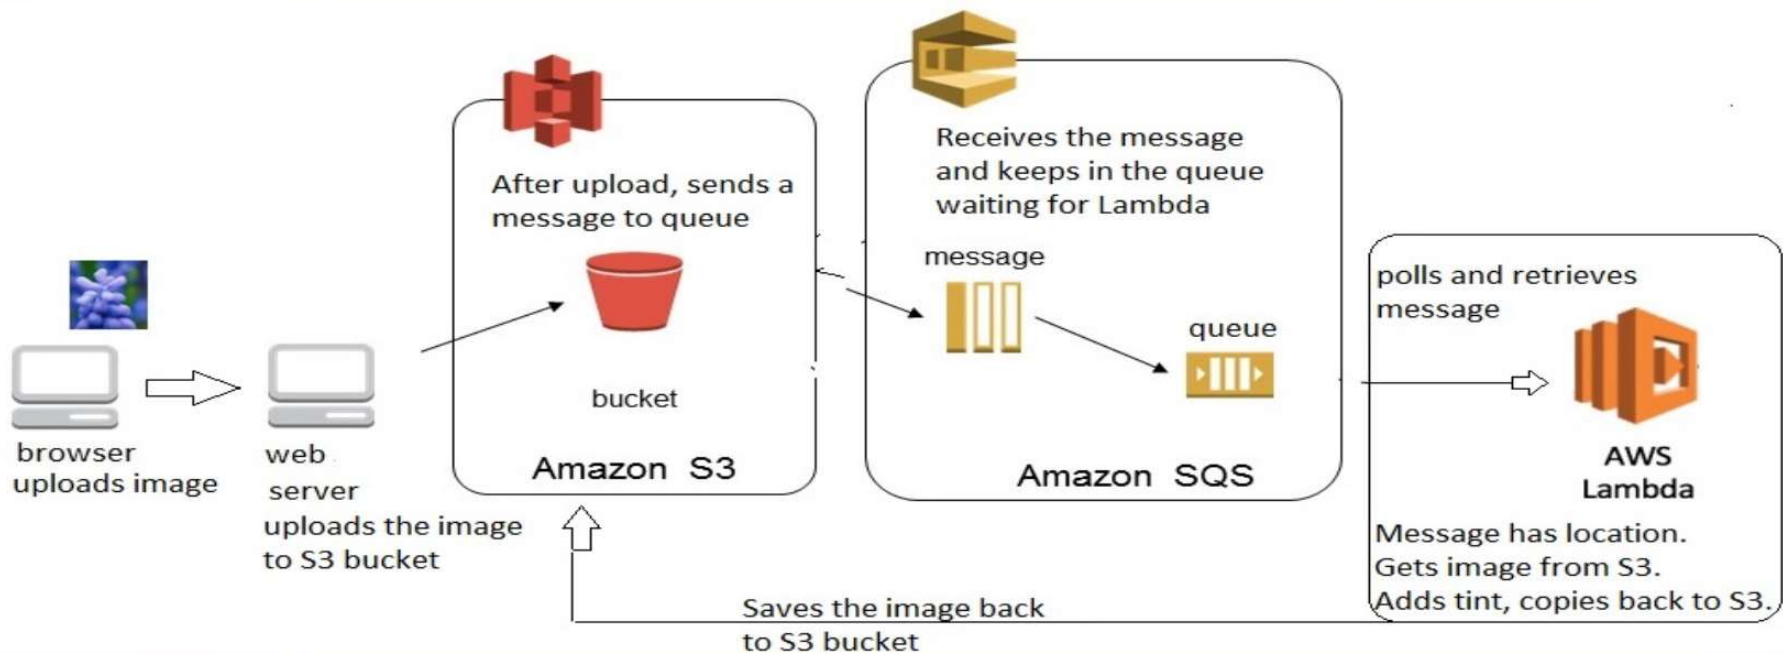 browser
uploads image
web
server
uploads the image
to S3 bucket
After upload, sends a
message to queue
bucket
Amazon S3
Receives the message
and keeps in the queue
waiting for Lambda
message
queue
Amazon SQS
polls and retrieves
message
AWS
Lambda
Message has location.
Gets image from S3.
Adds tint, copies back to S3.
Saves the image back
to S3 bucket